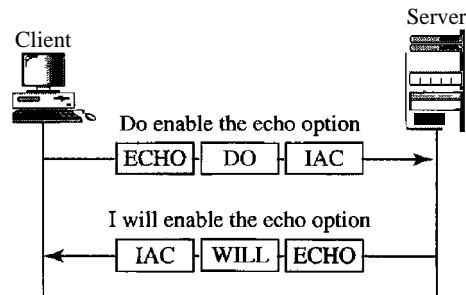 Server
Client
Do enable the echo option
ECHO DO IAC
I will enable the echo option
IAC WILL ECHO